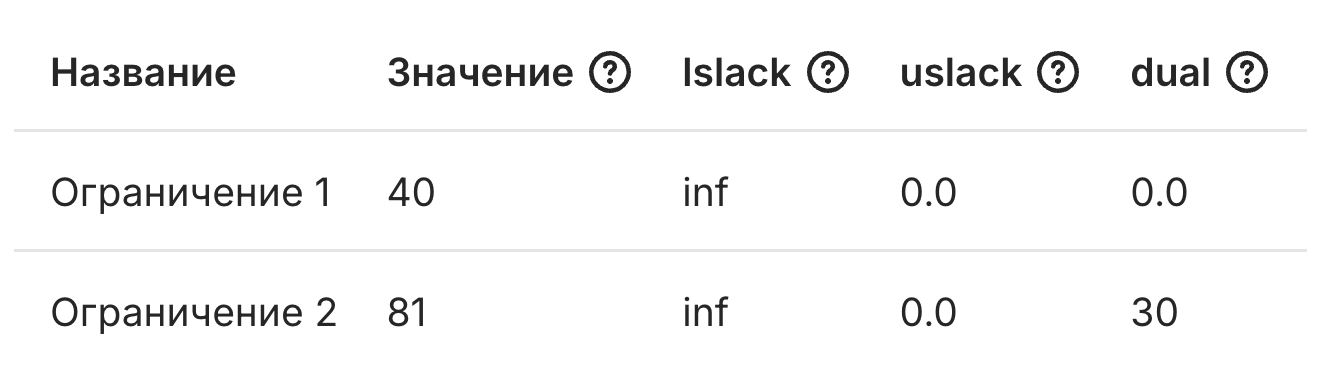 Название Значение ? lslack ? uslack ? dual ?
Ограничение 1 40 inf 0.0 0.0
Ограничение 2 81 inf 0.0 30